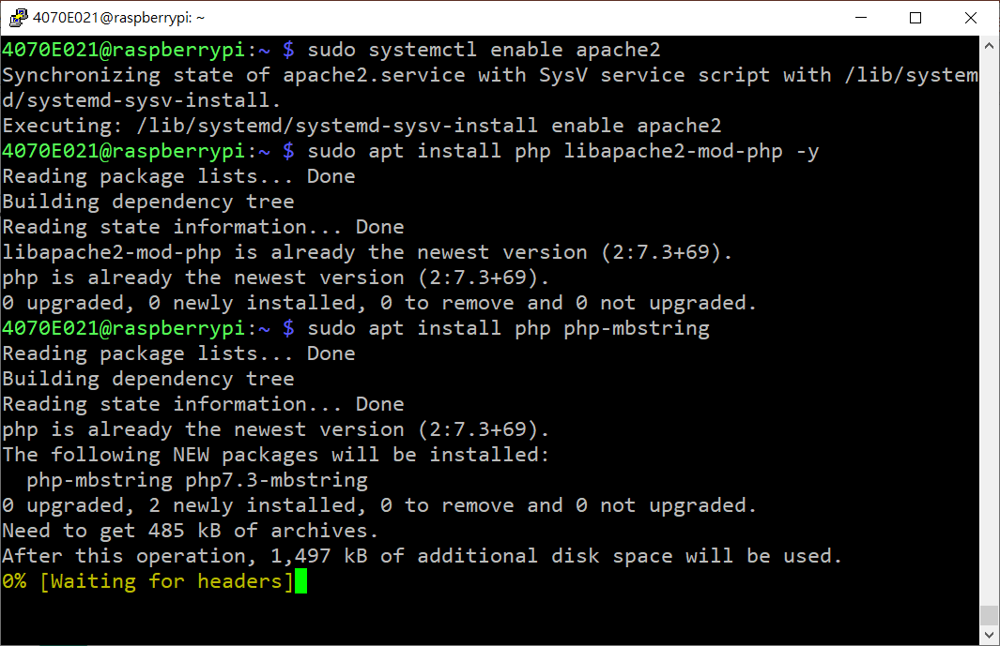 4070E021@raspberrypi: ~
4070E021@raspberrypi:~ $ sudo systemctl enable apache2
Synchronizing state of apache2.service with SysV service script with /lib/system
d/systemd-sysv-install.
Executing: /lib/systemd/systemd-sysv-install enable apache2
4070E021@raspberrypi:~ $ sudo apt install php libapache2-mod-php -y
Reading package lists... Done
Building dependency tree
Reading state information... Done
libapache2-mod-php is already the newest version (2:7.3+69).
php is already the newest version (2:7.3+69).
0 upgraded, 0 newly installed, 0 to remove and 0 not upgraded.
4070E021@raspberrypi:~ $ sudo apt install php php-mbstring
Reading package lists... Done
Building dependency tree
Reading state information... Done
php is already the newest version (2:7.3+69).
The following NEW packages will be installed:
  php-mbstring php7.3-mbstring
0 upgraded, 2 newly installed, 0 to remove and 0 not upgraded.
Need to get 485 kB of archives.
After this operation, 1,497 kB of additional disk space will be used.
0% [Waiting for headers]